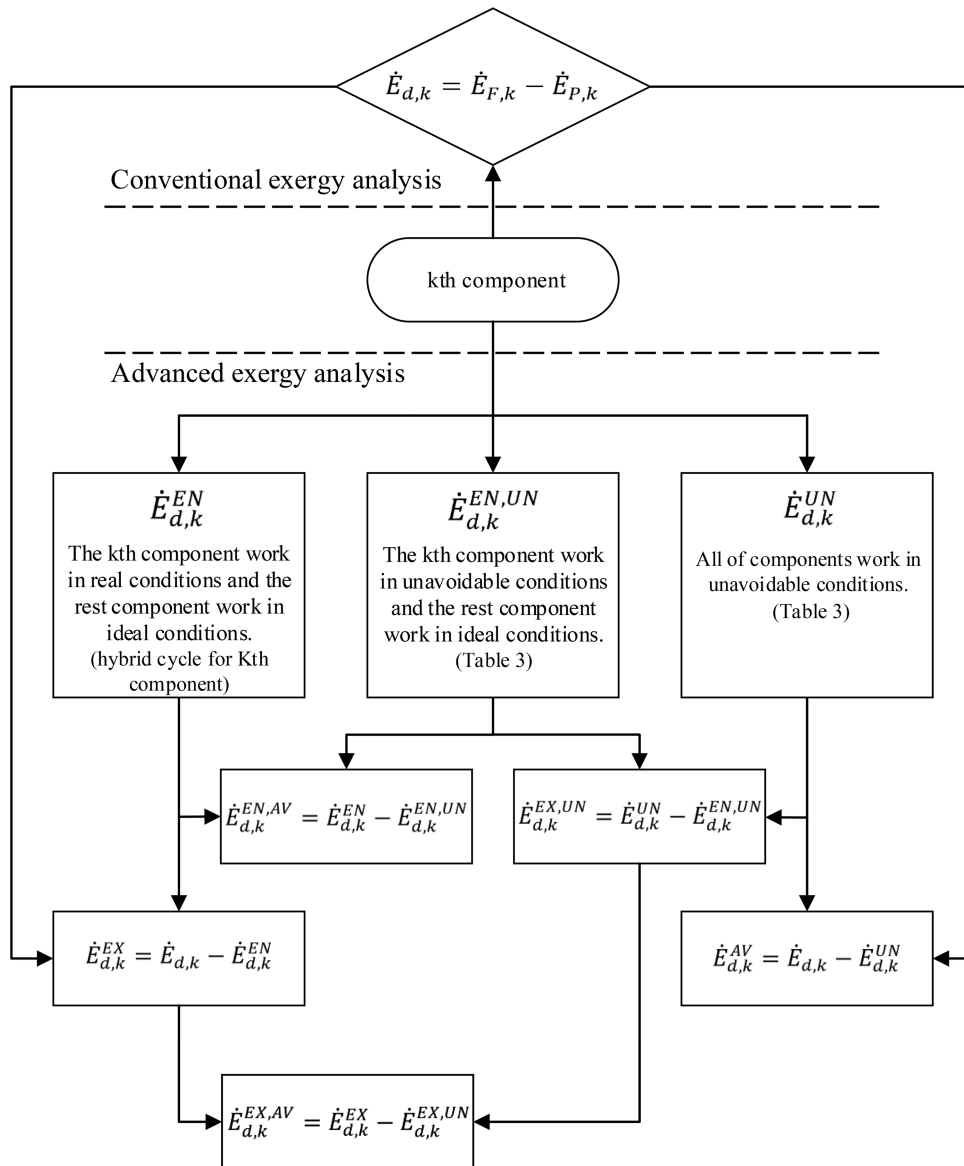 Ė_{d,k} = Ė_{F,k} − Ė_{P,k}
Conventional exergy analysis
kth component
Advanced exergy analysis
Ė_{d,k}^{EN}
The kth component work
in real conditions and the
rest component work in
ideal conditions.
(hybrid cycle for Kth
component)
Ė_{d,k}^{EN,UN}
The kth component work
in unavoidable conditions
and the rest component
work in ideal conditions.
(Table 3)
Ė_{d,k}^{UN}
All of components work in
unavoidable conditions.
(Table 3)
Ė_{d,k}^{EN,AV} = Ė_{d,k}^{EN} − Ė_{d,k}^{EN,UN}
Ė_{d,k}^{EX,UN} = Ė_{d,k}^{UN} − Ė_{d,k}^{EN,UN}
Ė_{d,k}^{EX} = Ė_{d,k} − Ė_{d,k}^{EN}
Ė_{d,k}^{AV} = Ė_{d,k} − Ė_{d,k}^{UN}
Ė_{d,k}^{EX,AV} = Ė_{d,k}^{EX} − Ė_{d,k}^{EX,UN}